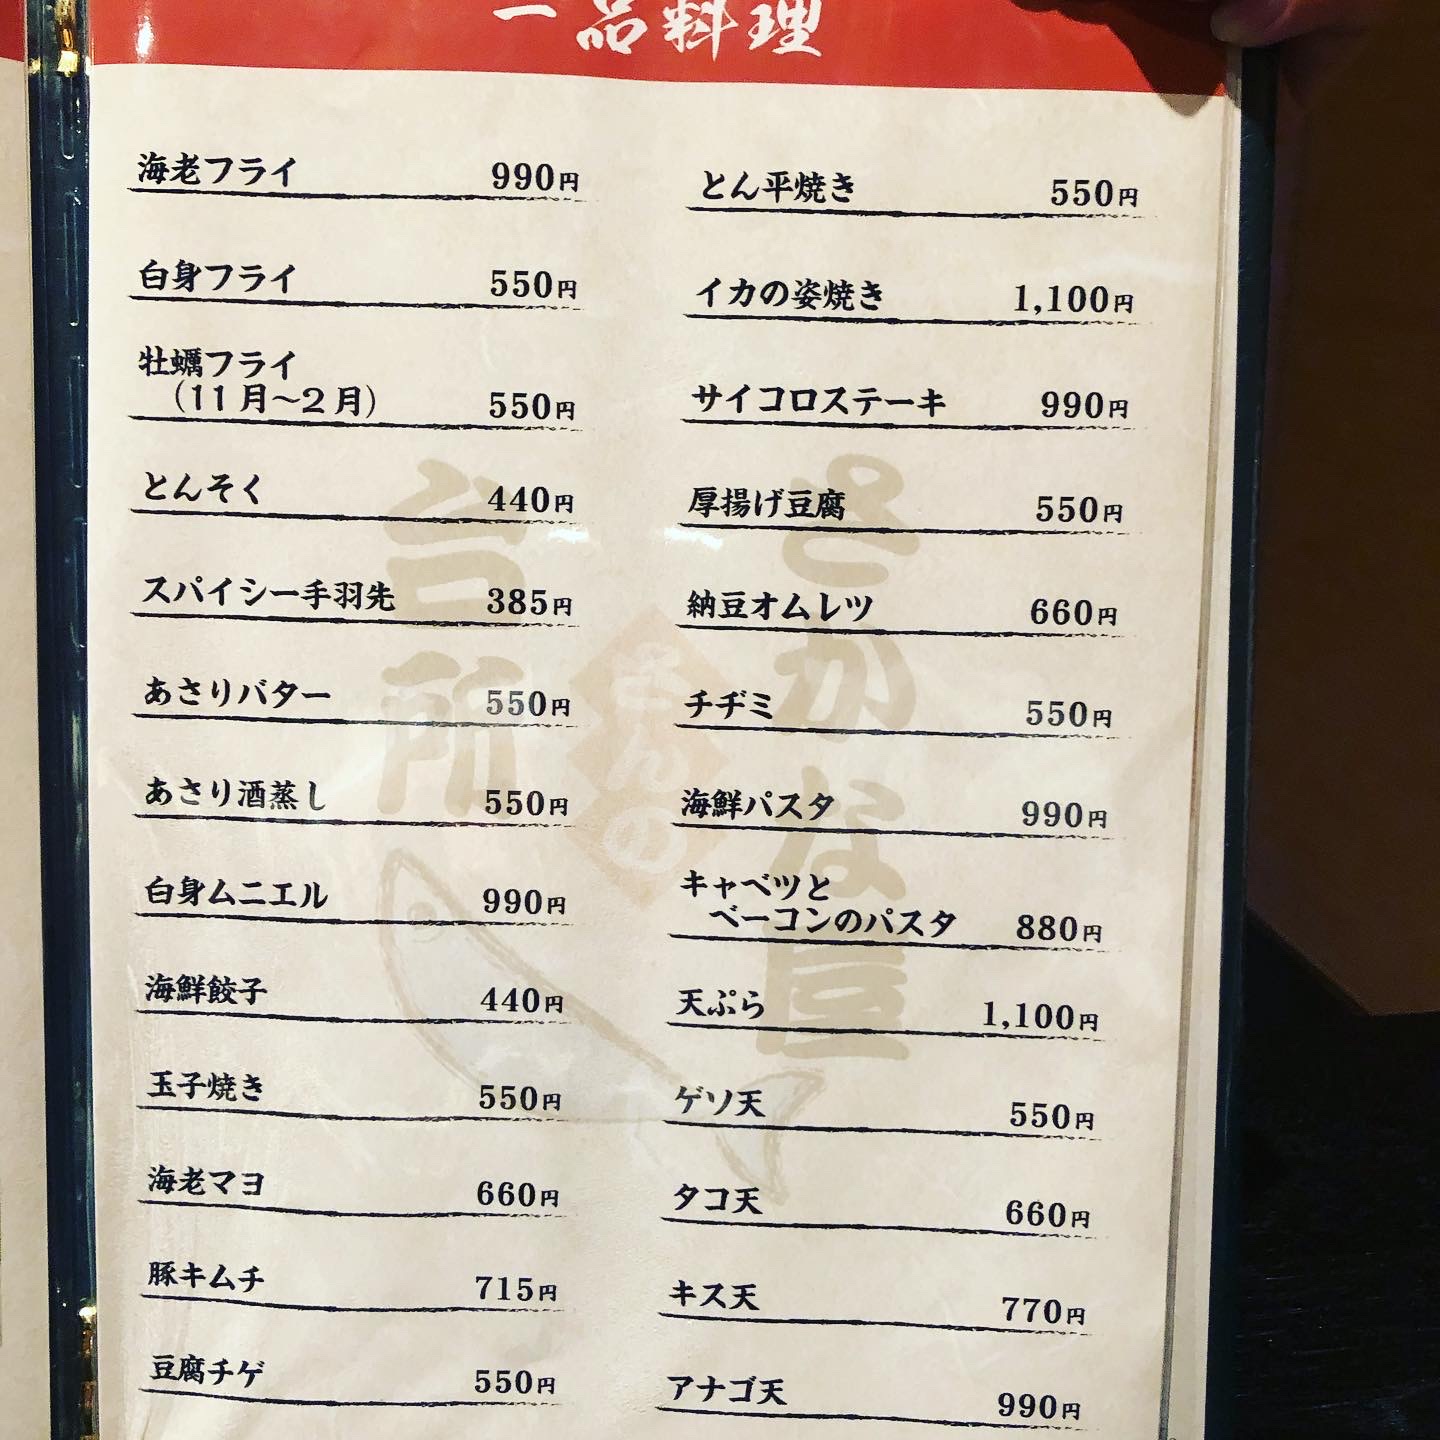 一品料理
海老フライ 990円
白身フライ 550円
牡蠣フライ
(11月～2月) 550円
とんそく 440円
スパイシー手羽先 385円
あさりバター 550円
あさり酒蒸し 550円
白身ムニエル 990円
海鮮餃子 440円
玉子焼き 550円
海老マヨ 660円
豚キムチ 715円
豆腐チゲ 550円
とん平焼き 550円
イカの姿焼き 1,100円
サイコロステーキ 990円
厚揚げ豆腐 550円
納豆オムレツ 660円
チヂミ 550円
海鮮パスタ 990円
キャベツと
ベーコンのパスタ 880円
天ぷら 1,100円
ゲソ天 550円
タコ天 660円
キス天 770円
アナゴ天 990円
さかな屋
さんの
台所